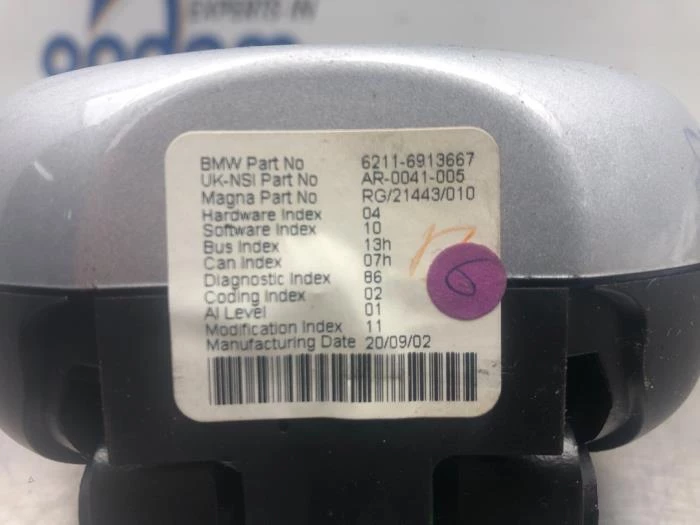 EXPERTS IN
BMW Part No 6211-6913667
UK-NSI Part No AR-0041-005
Magna Part No RG/21443/010
Hardware Index 04
Software Index 10
Bus Index 13h
Can Index 07h
Diagnostic Index 86
Coding Index 02
AI Level 01
Modification Index 11
Manufacturing Date 20/09/02
6